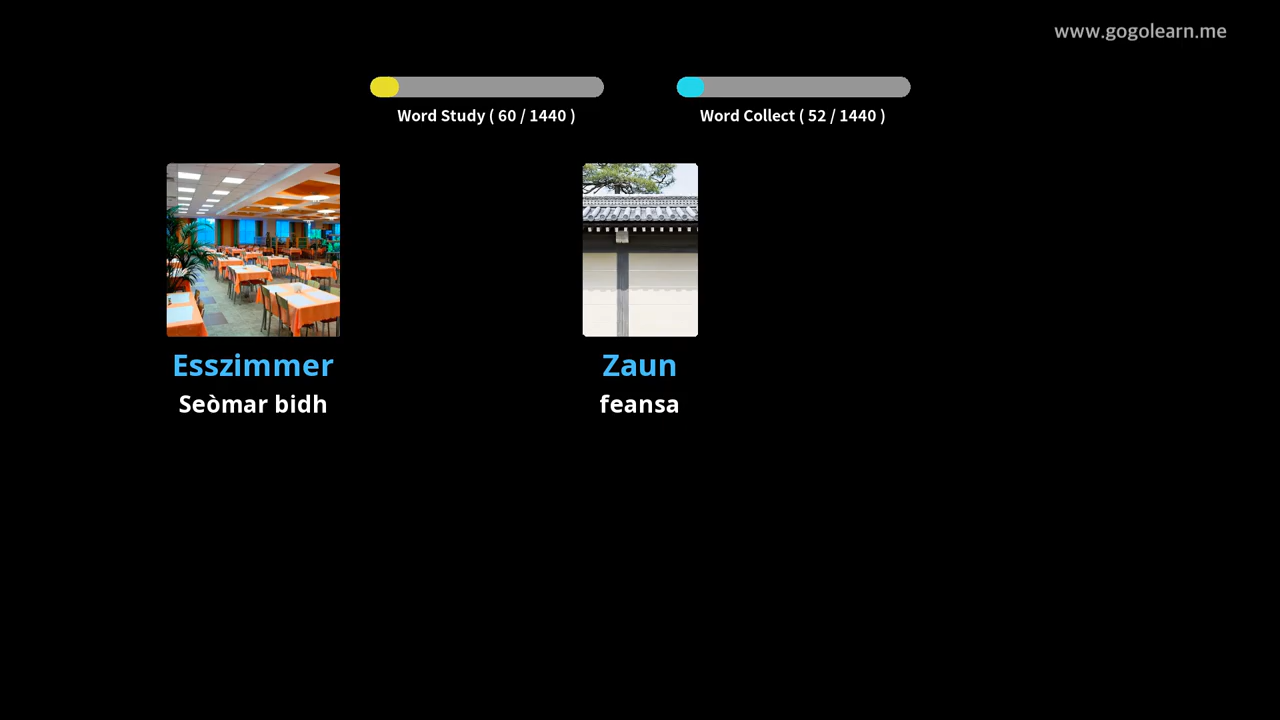 www.gogolearn.me
Word Study ( 60 / 1440 )
Word Collect ( 52 / 1440 )
Esszimmer
Seòmar bidh
Zaun
feansa